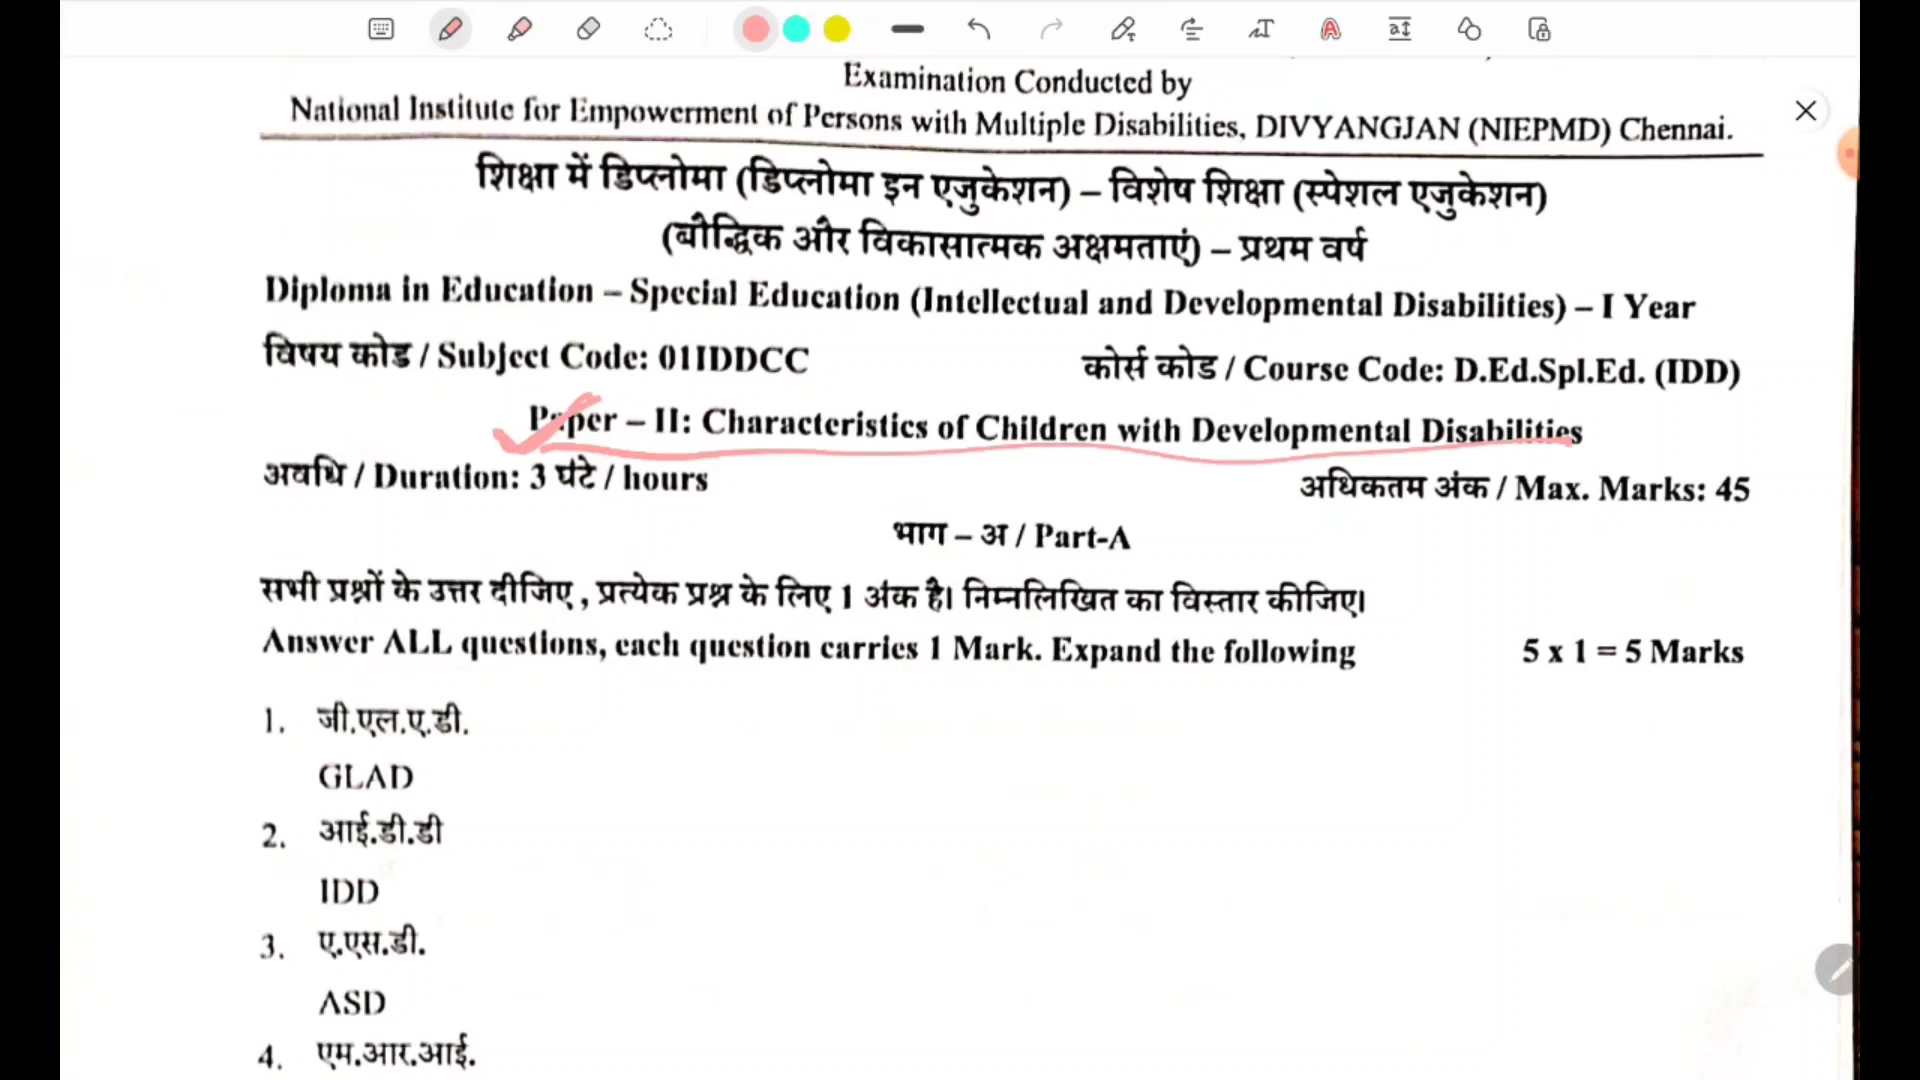 Examination Conducted by
National Institute for Empowerment of Persons with Multiple Disabilities, DIVYANGJAN (NIEPMD) Chennai.
शिक्षा में डिप्लोमा (डिप्लोमा इन एजुकेशन) – विशेष शिक्षा (स्पेशल एजुकेशन)
(बौद्धिक और विकासात्मक अक्षमताएं) – प्रथम वर्ष
Diploma in Education – Special Education (Intellectual and Developmental Disabilities) – I Year
विषय कोड / Subject Code: 01IDDCC कोर्स कोड / Course Code: D.Ed.Spl.Ed. (IDD)
Paper – II: Characteristics of Children with Developmental Disabilities
अवधि / Duration: 3 घंटे / hours अधिकतम अंक / Max. Marks: 45
भाग – अ / Part-A
सभी प्रश्नों के उत्तर दीजिए , प्रत्येक प्रश्न के लिए 1 अंक है। निम्नलिखित का विस्तार कीजिए।
Answer ALL questions, each question carries 1 Mark. Expand the following 5 x 1 = 5 Marks
1. जी.एल.ए.डी.
GLAD
2. आई.डी.डी
IDD
3. ए.एस.डी.
ASD
4. एम.आर.आई.